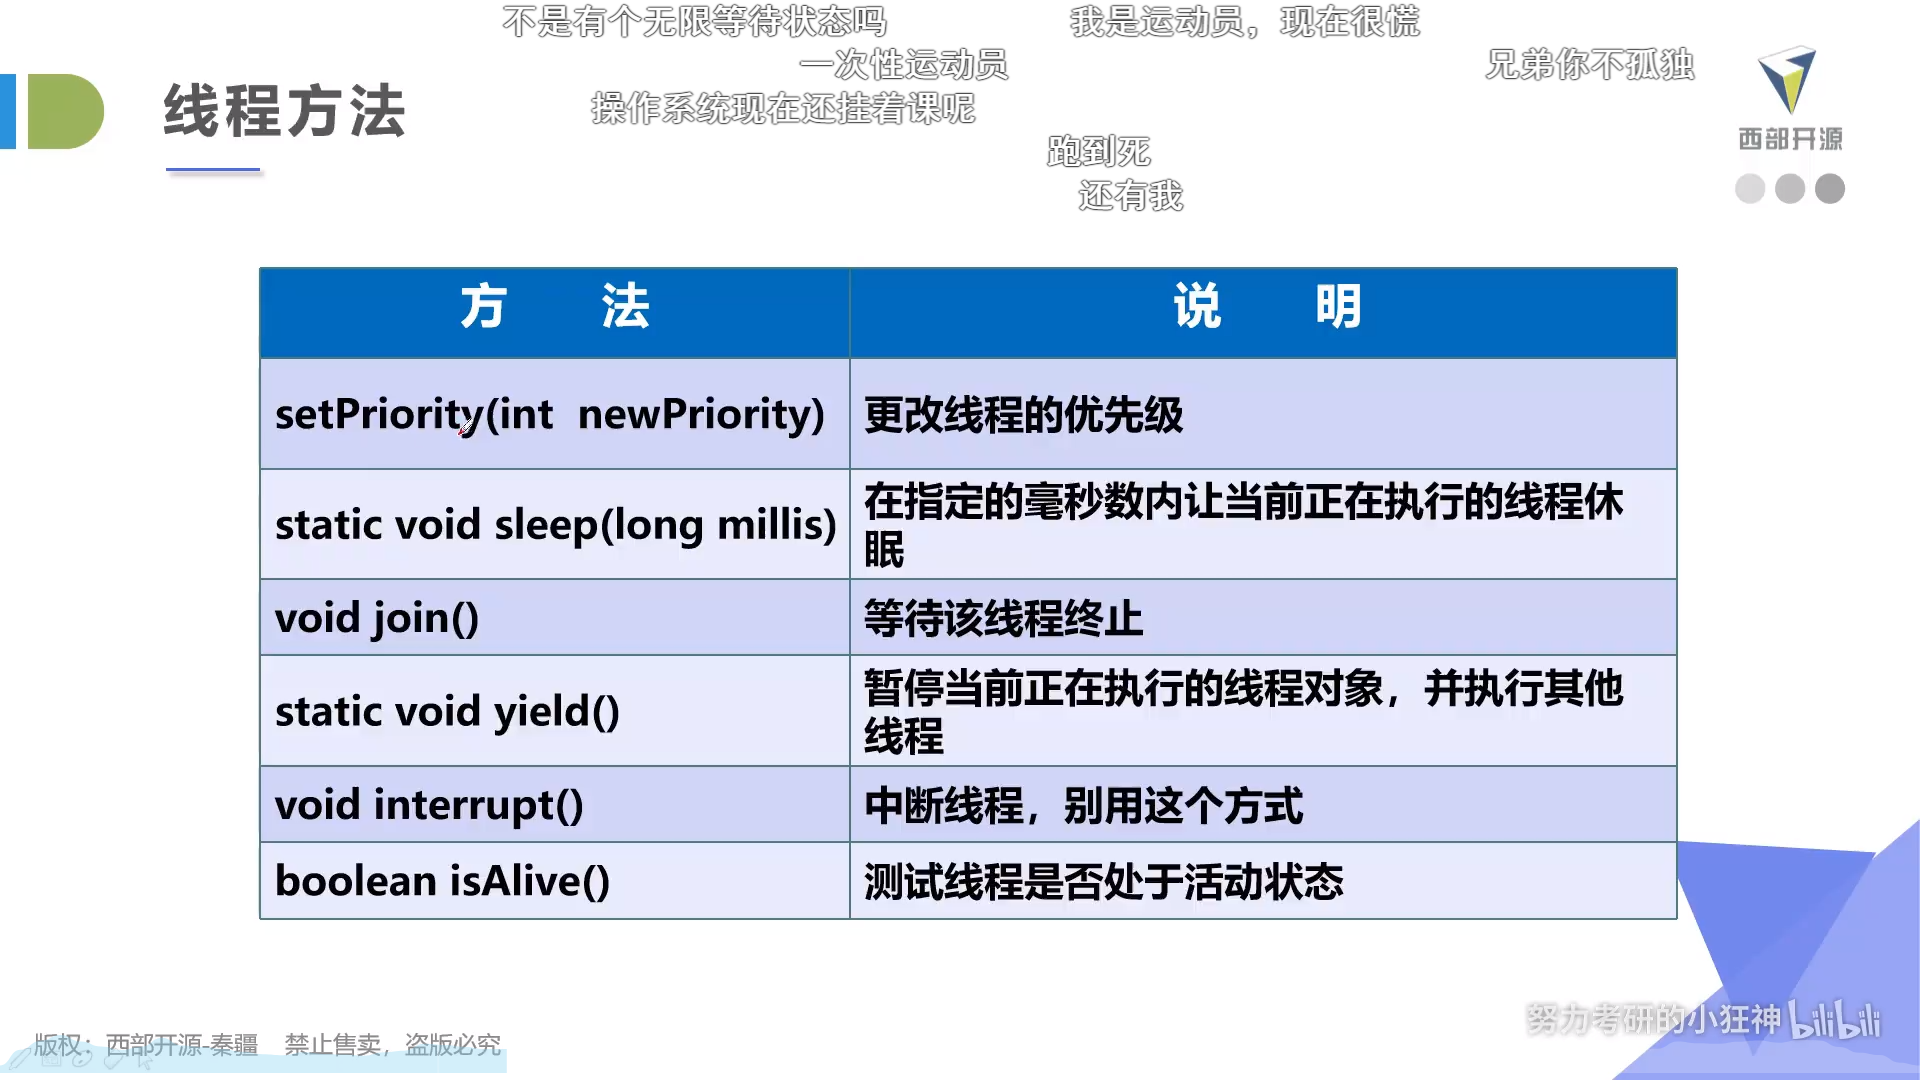 不是有个无限等待状态吗
我是运动员，现在很慌
一次性运动员
兄弟你不孤独
线程方法
操作系统现在还挂着课呢
西部开源
跑到死
还有我
方 法
说 明
setPriority(int newPriority)
更改线程的优先级
static void sleep(long millis)
在指定的毫秒数内让当前正在执行的线程休
眠
void join()
等待该线程终止
static void yield()
暂停当前正在执行的线程对象，并执行其他
线程
void interrupt()
中断线程，别用这个方式
boolean isAlive()
测试线程是否处于活动状态
努力考研的小狂神 bilibili
版权：西部开源-秦疆 禁止售卖，盗版必究